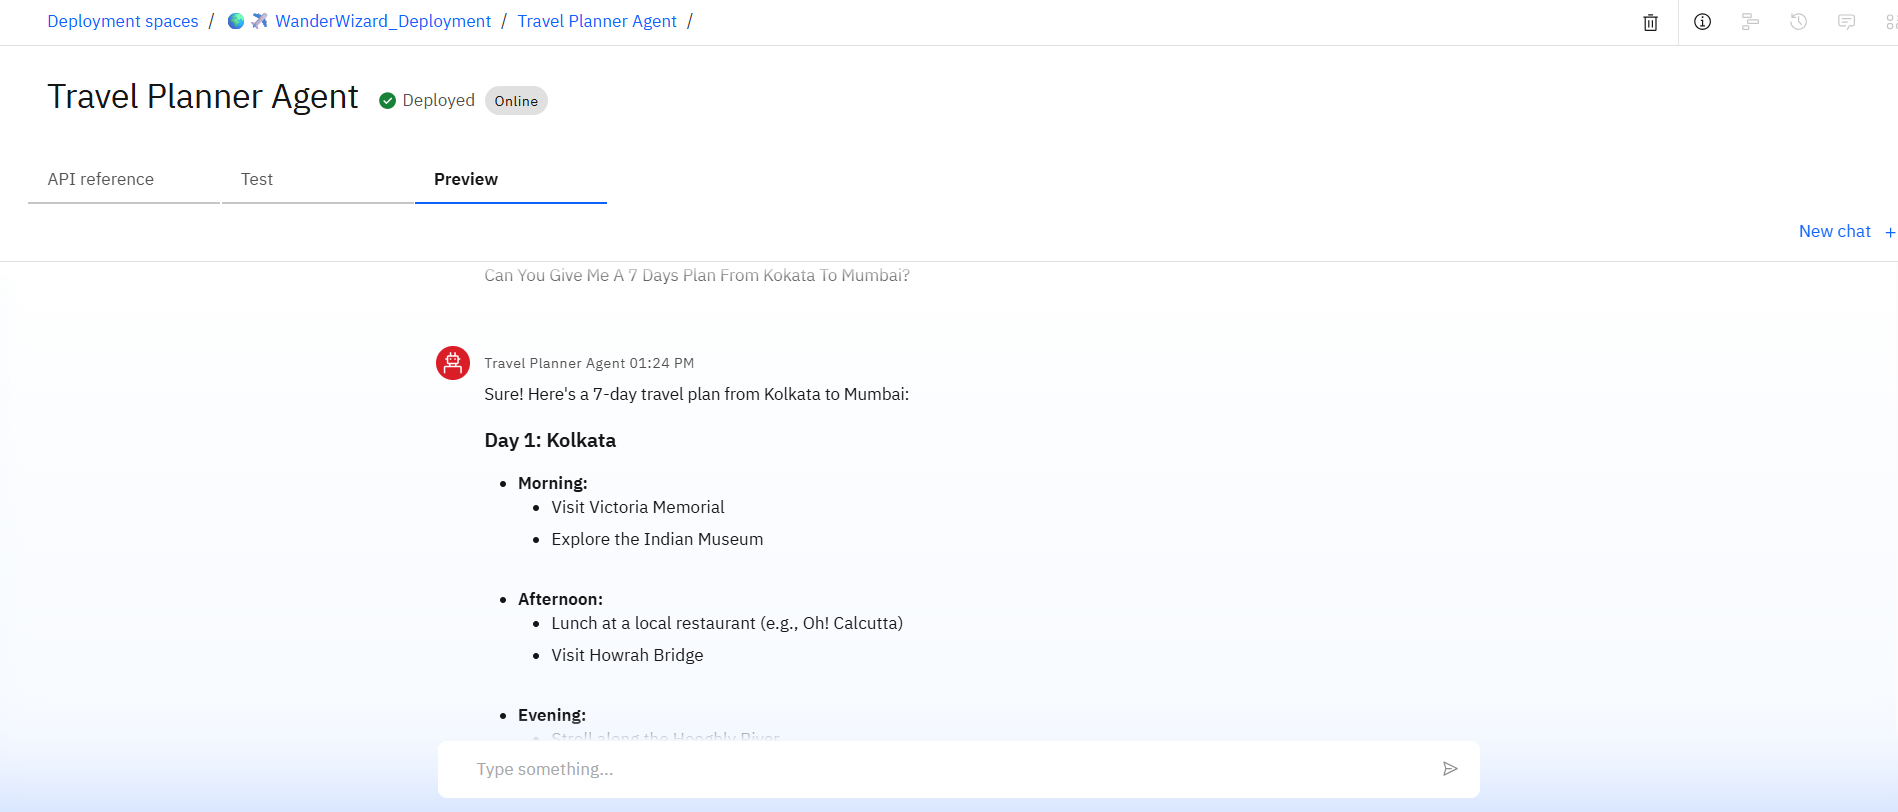 Deployment spaces / 🌍 ✈️ WanderWizard_Deployment / Travel Planner Agent /
Travel Planner Agent Deployed Online
API reference Test Preview
New chat +
Can You Give Me A 7 Days Plan From Kokata To Mumbai?
Travel Planner Agent 01:24 PM
Sure! Here's a 7-day travel plan from Kolkata to Mumbai:
Day 1: Kolkata
• Morning:
• Visit Victoria Memorial
• Explore the Indian Museum
• Afternoon:
• Lunch at a local restaurant (e.g., Oh! Calcutta)
• Visit Howrah Bridge
• Evening:
• Stroll along the Hooghly River
Type something...